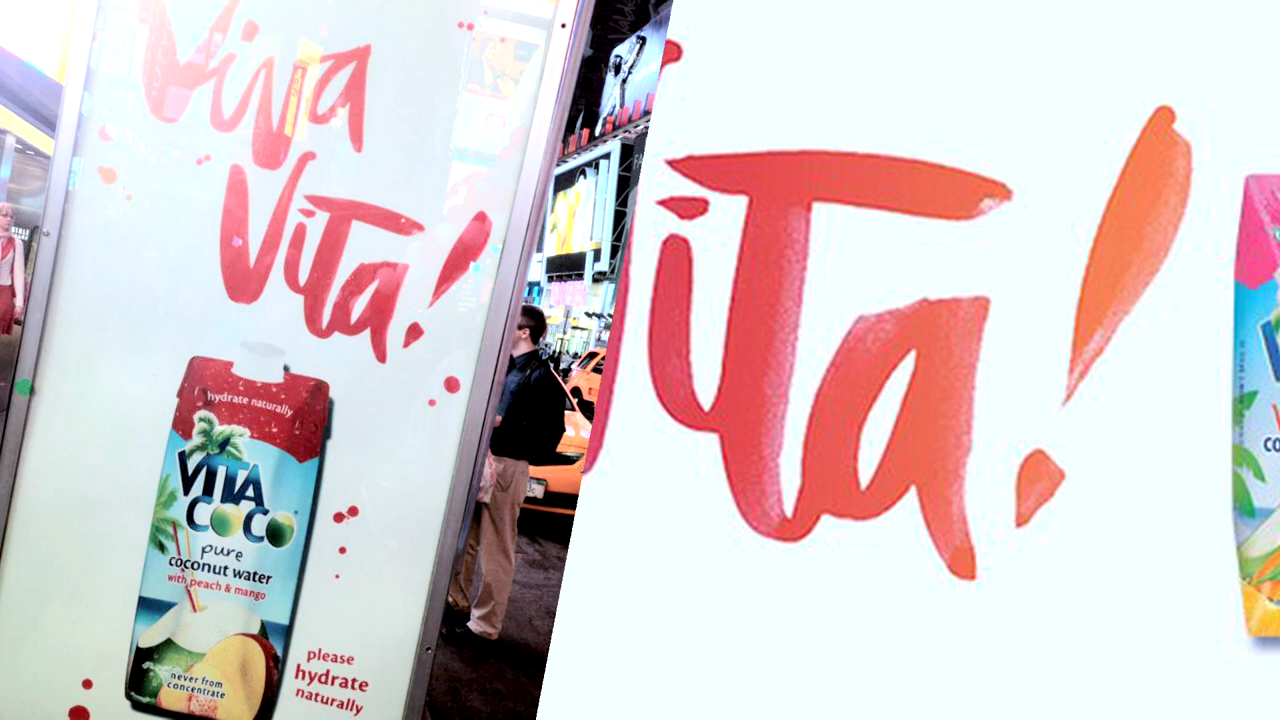 Viva
Vita!
hydrate naturally
VITA
COCO
pure
coconut water
with peach & mango
never from
concentrate
please
hydrate
naturally
ita!